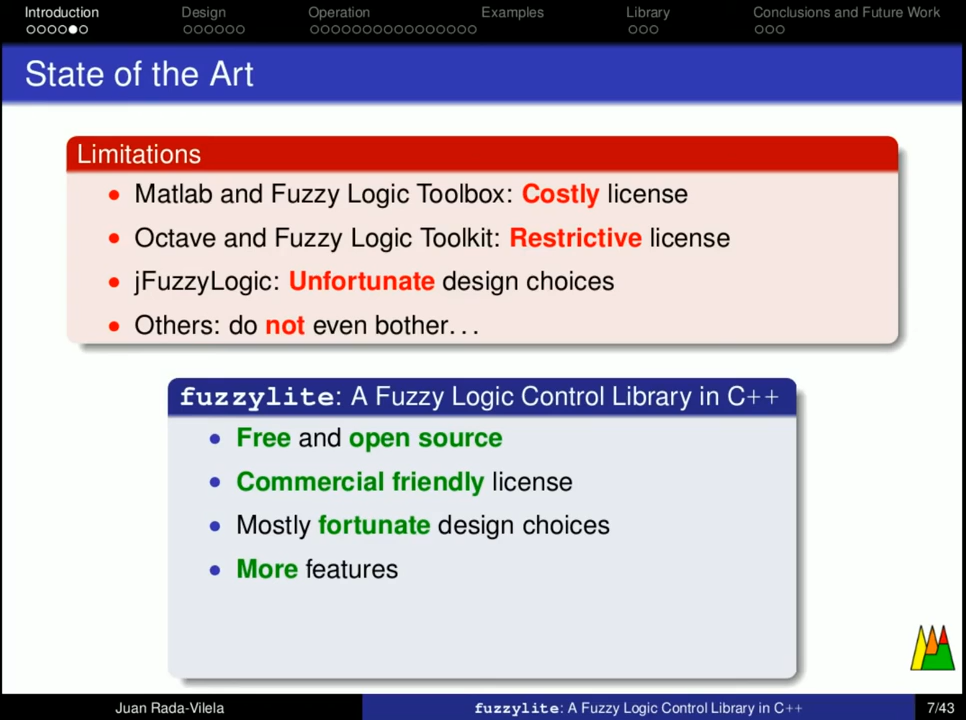 Introduction Design Operation Examples Library Conclusions and Future Work
State of the Art
Limitations
• Matlab and Fuzzy Logic Toolbox: Costly license
• Octave and Fuzzy Logic Toolkit: Restrictive license
• jFuzzyLogic: Unfortunate design choices
• Others: do not even bother...
fuzzylite: A Fuzzy Logic Control Library in C++
• Free and open source
• Commercial friendly license
• Mostly fortunate design choices
• More features
Juan Rada-Vilela fuzzylite: A Fuzzy Logic Control Library in C++ 7/43